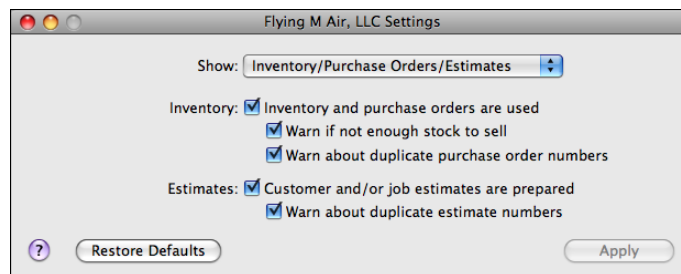 Flying M Air, LLC Settings
Show: Inventory/Purchase Orders/Estimates
Inventory: Inventory and purchase orders are used
Warn if not enough stock to sell
Warn about duplicate purchase order numbers
Estimates: Customer and/or job estimates are prepared
Warn about duplicate estimate numbers
? Restore Defaults Apply